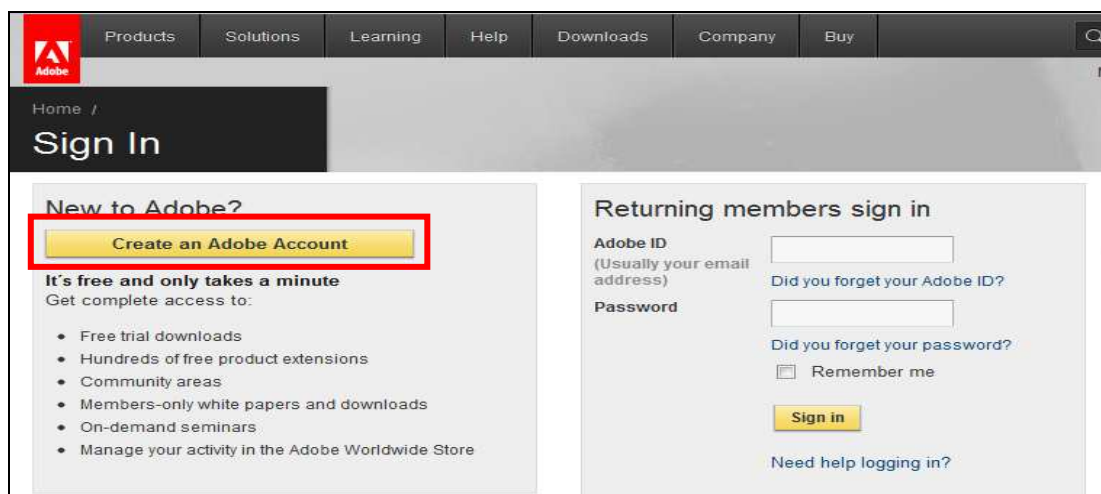 Products Solutions Learning Help Downloads Company Buy
Adobe
Home /
Sign In
New to Adobe?
Create an Adobe Account
It's free and only takes a minute
Get complete access to:
• Free trial downloads
• Hundreds of free product extensions
• Community areas
• Members-only white papers and downloads
• On-demand seminars
• Manage your activity in the Adobe Worldwide Store
Returning members sign in
Adobe ID
(Usually your email
address)
Did you forget your Adobe ID?
Password
Did you forget your password?
Remember me
Sign in
Need help logging in?